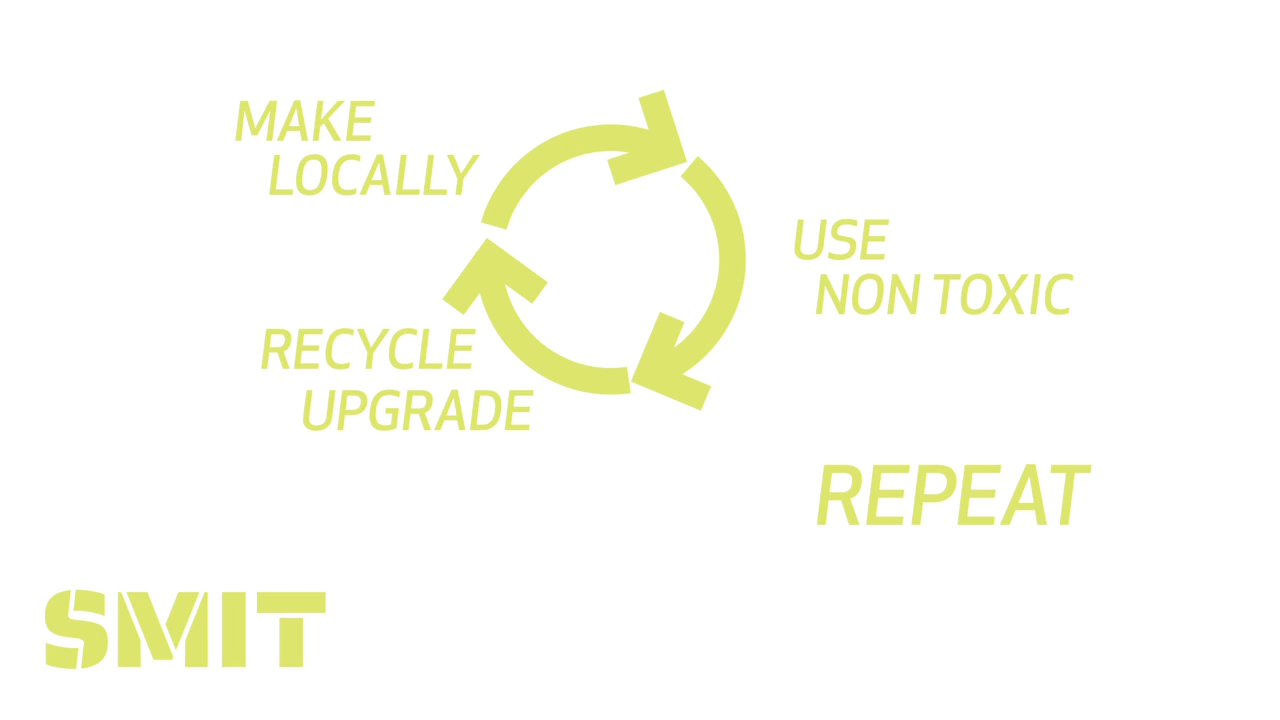 MAKE
LOCALLY
USE
NON TOXIC
RECYCLE
UPGRADE
REPEAT
SMIT